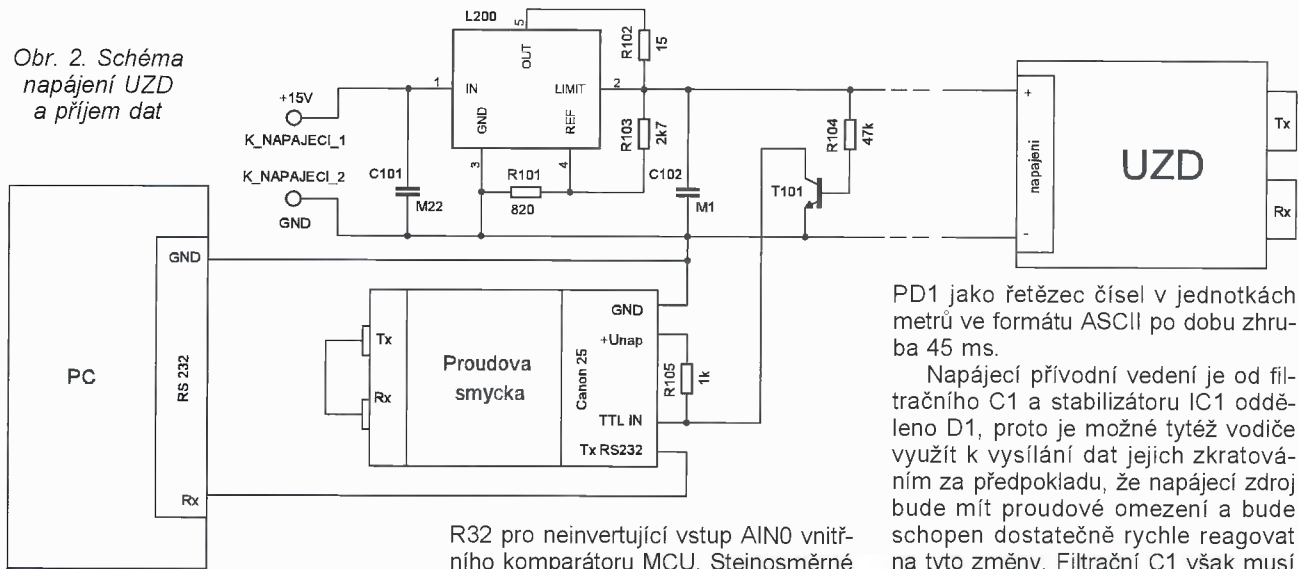 Obr. 2. Schéma
napájení UZD
a příjem dat
+15V
K_NAPAJECI_1
K_NAPAJECI_2
GND
C101
M22
L200
1
IN
5
OUT
LIMIT
2
GND
REF
3
4
R101
820
R102
15
R103
2k7
C102
M1
R104
47k
T101
+
napajeni
-
UZD
Tx
Rx
PC
GND
RS 232
Rx
Tx
Rx
Proudova
smycka
Canon 25
GND
+Unap
TTL IN
Tx RS232
R105
1k
R32 pro neinvertující vstup AIN0 vnitř-
ního komparátoru MCU. Stejnosměrné
PD1 jako řetězec čísel v jednotkách
metrů ve formátu ASCII po dobu zhru-
ba 45 ms.
Napájecí přívodní vedení je od fil-
tračního C1 a stabilizátoru IC1 oddě-
leno D1, proto je možné tytéž vodiče
využít k vysílání dat jejich zkratová-
ním za předpokladu, že napájecí zdroj
bude mít proudové omezení a bude
schopen dostatečně rychle reagovat
na tyto změny. Filtrační C1 však musí